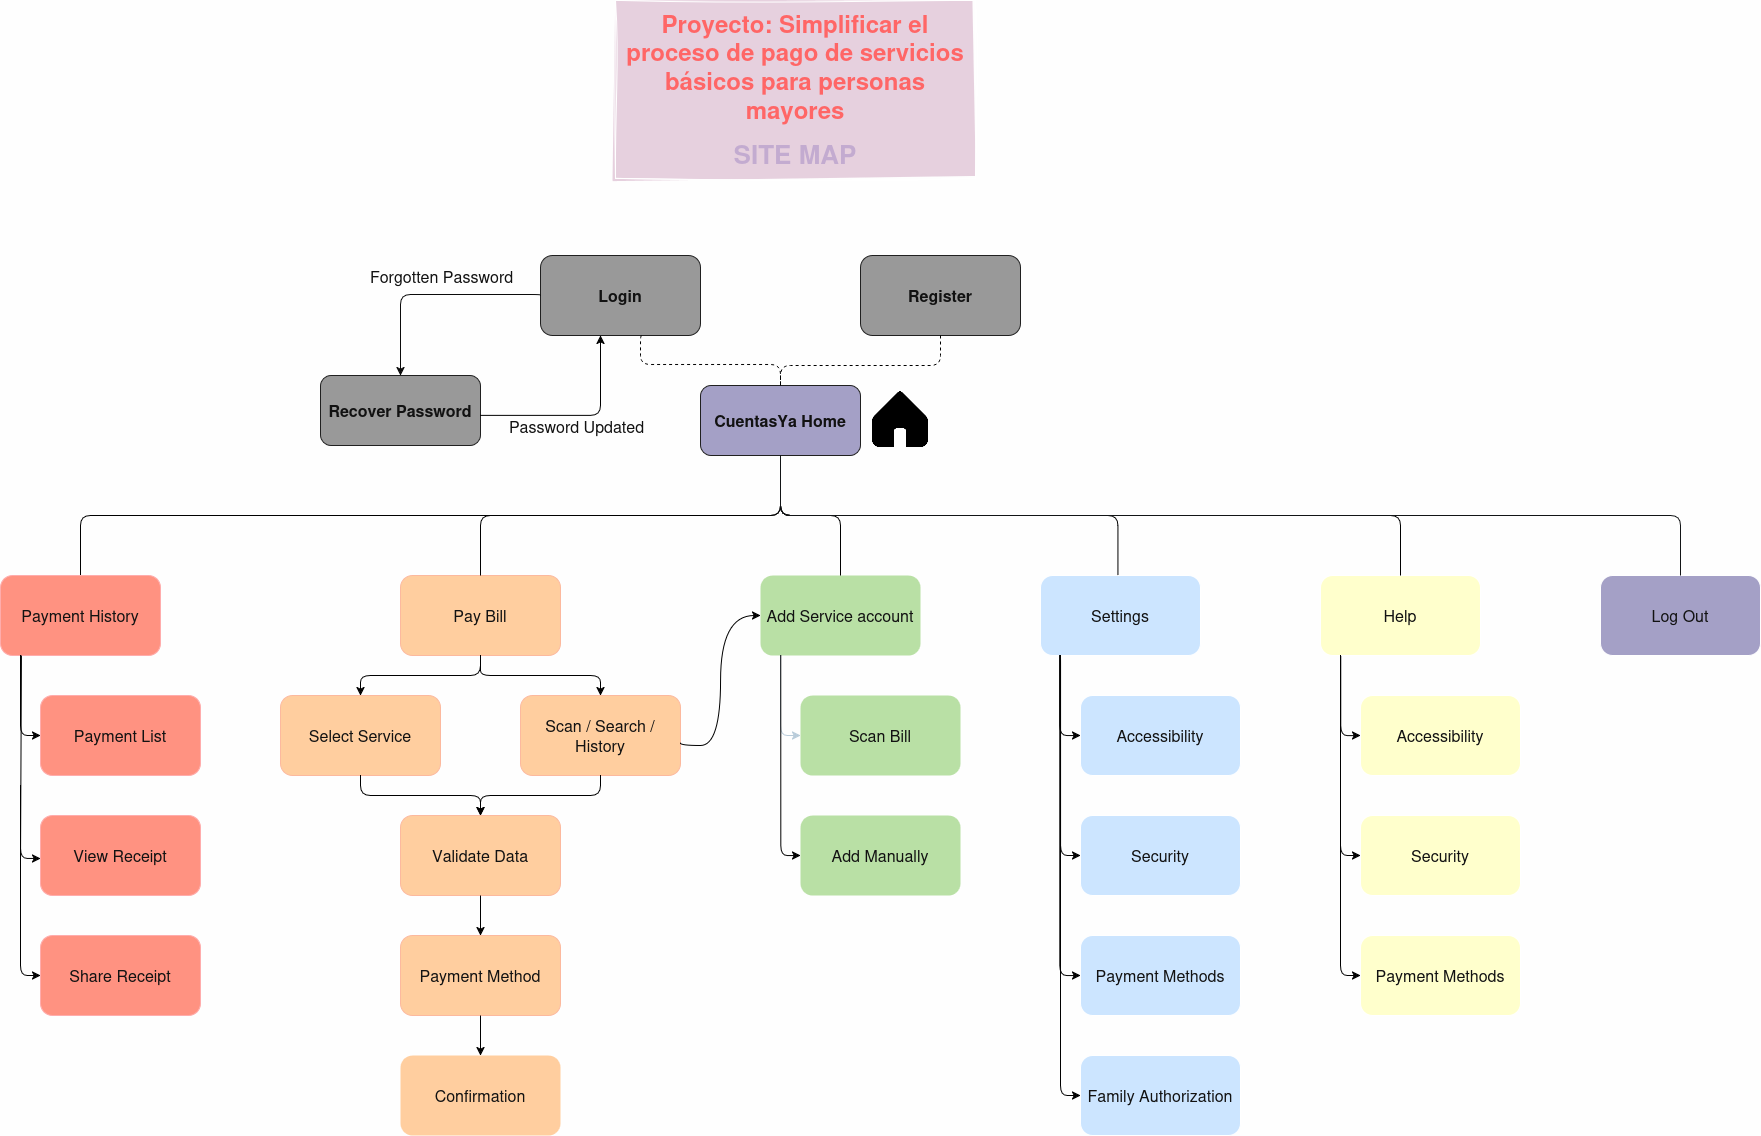 Proyecto: Simplificar el
proceso de pago de servicios
básicos para personas
mayores
SITE MAP
Forgotten Password
Login
Register
Recover Password
Password Updated
CuentasYa Home
Payment History
Pay Bill
Add Service account
Settings
Help
Log Out
Payment List
Select Service
Scan / Search /
History
Scan Bill
Accessibility
Accessibility
View Receipt
Validate Data
Add Manually
Security
Security
Share Receipt
Payment Method
Payment Methods
Payment Methods
Confirmation
Family Authorization